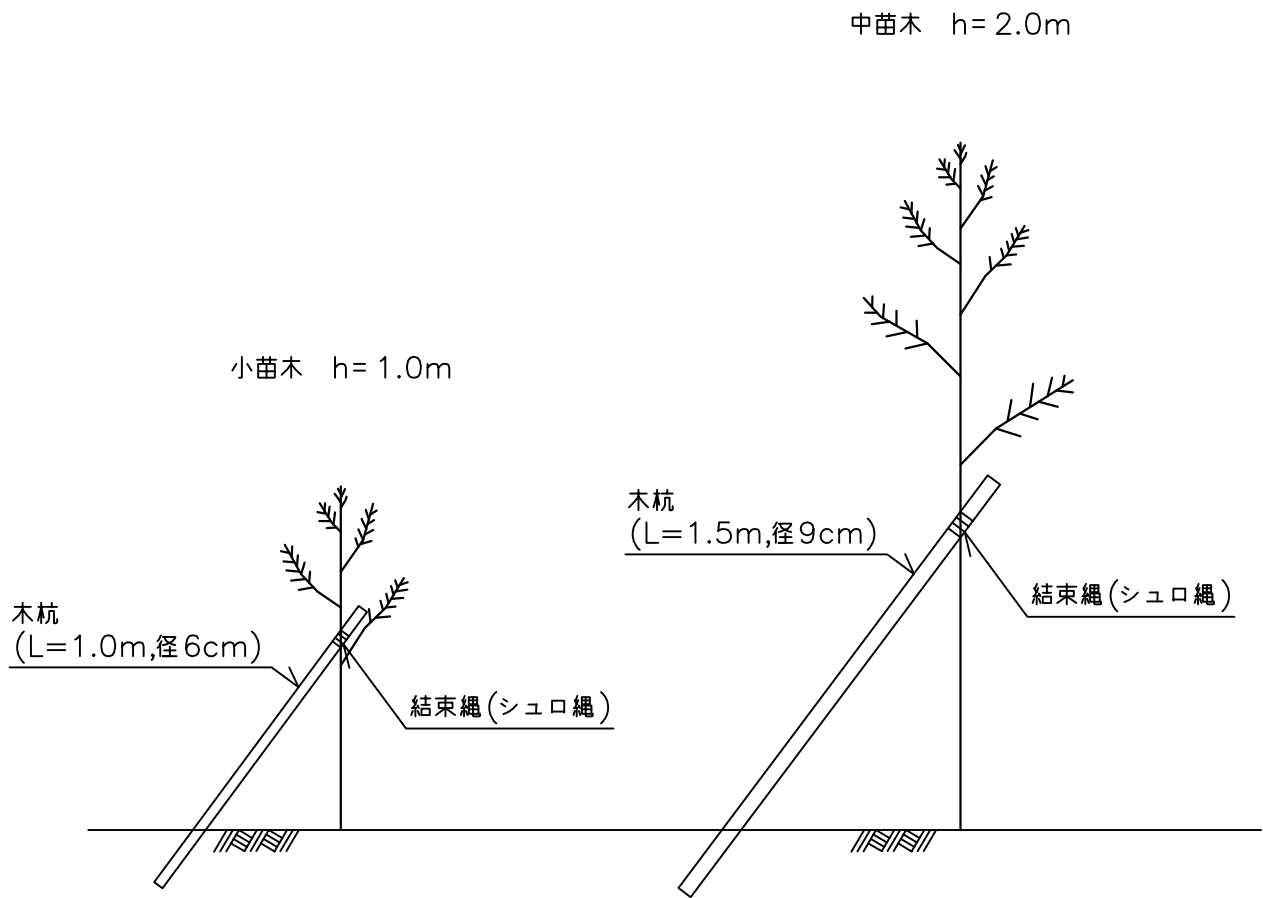 中苗木　h=2.0m
小苗木　h=1.0m
木杭
(L=1.5m,径9cm)
結束縄(シュロ縄)
木杭
(L=1.0m,径6cm)
結束縄(シュロ縄)